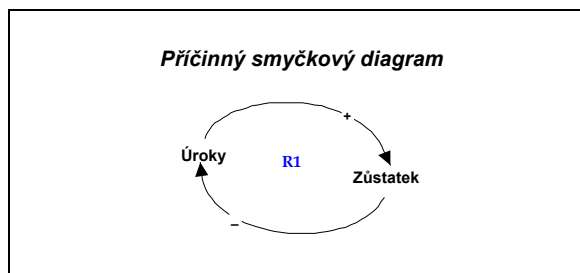 Příčinný smyčkový diagram
+
Úroky
R1
Zůstatek
–